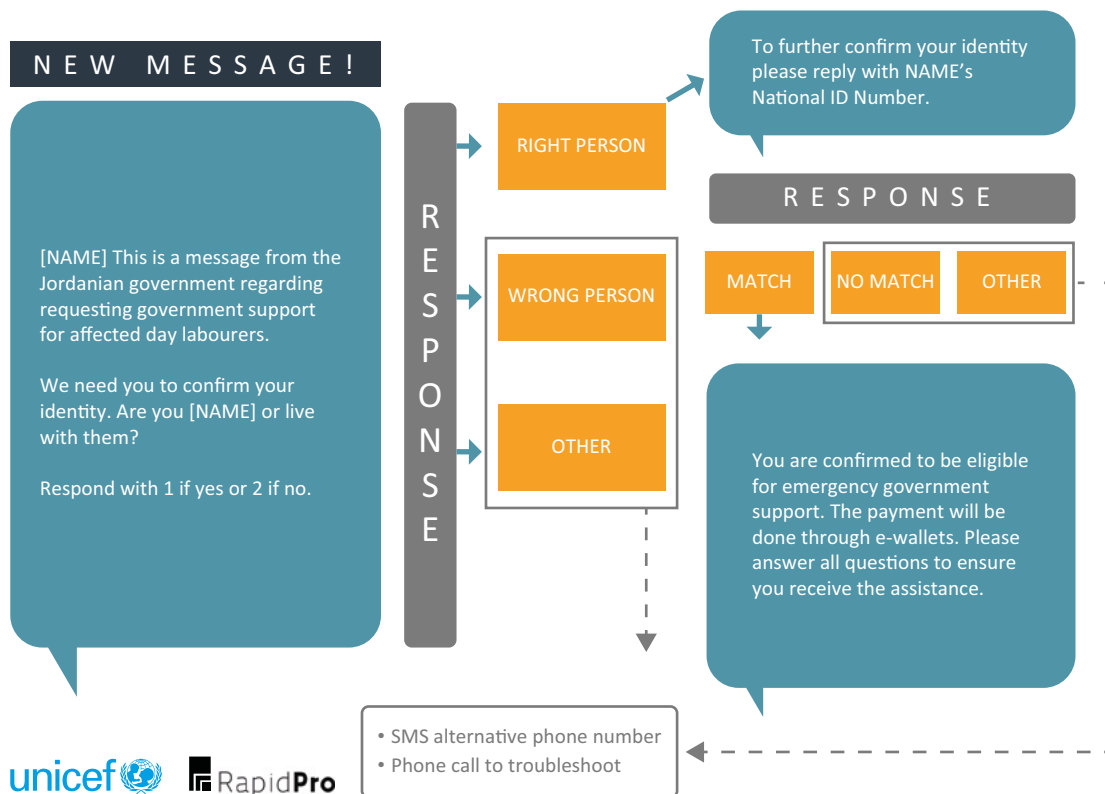 NEW MESSAGE!
[NAME] This is a message from the
Jordanian government regarding
requesting government support
for affected day labourers.
We need you to confirm your
identity. Are you [NAME] or live
with them?
Respond with 1 if yes or 2 if no.
RESPONSE
RIGHT PERSON
WRONG PERSON
OTHER
To further confirm your identity
please reply with NAME's
National ID Number.
RESPONSE
MATCH
NO MATCH
OTHER
You are confirmed to be eligible
for emergency government
support. The payment will be
done through e-wallets. Please
answer all questions to ensure
you receive the assistance.
• SMS alternative phone number
• Phone call to troubleshoot
unicef
RapidPro